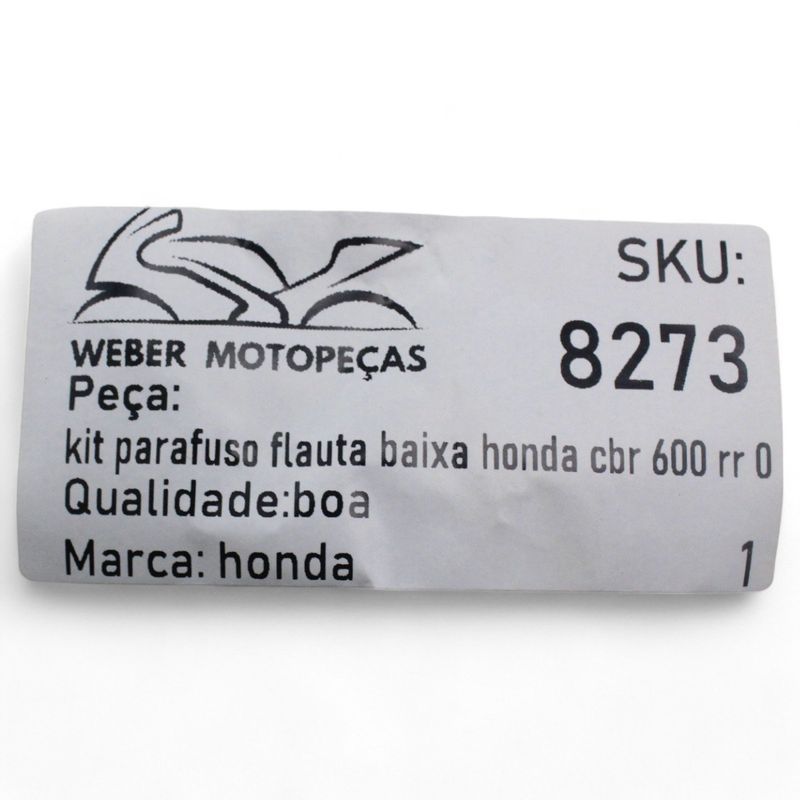 WEBER MOTOPEÇAS
SKU:
8273
Peça:
kit parafuso flauta baixa honda cbr 600 rr 0
Qualidade:boa
Marca: honda
1